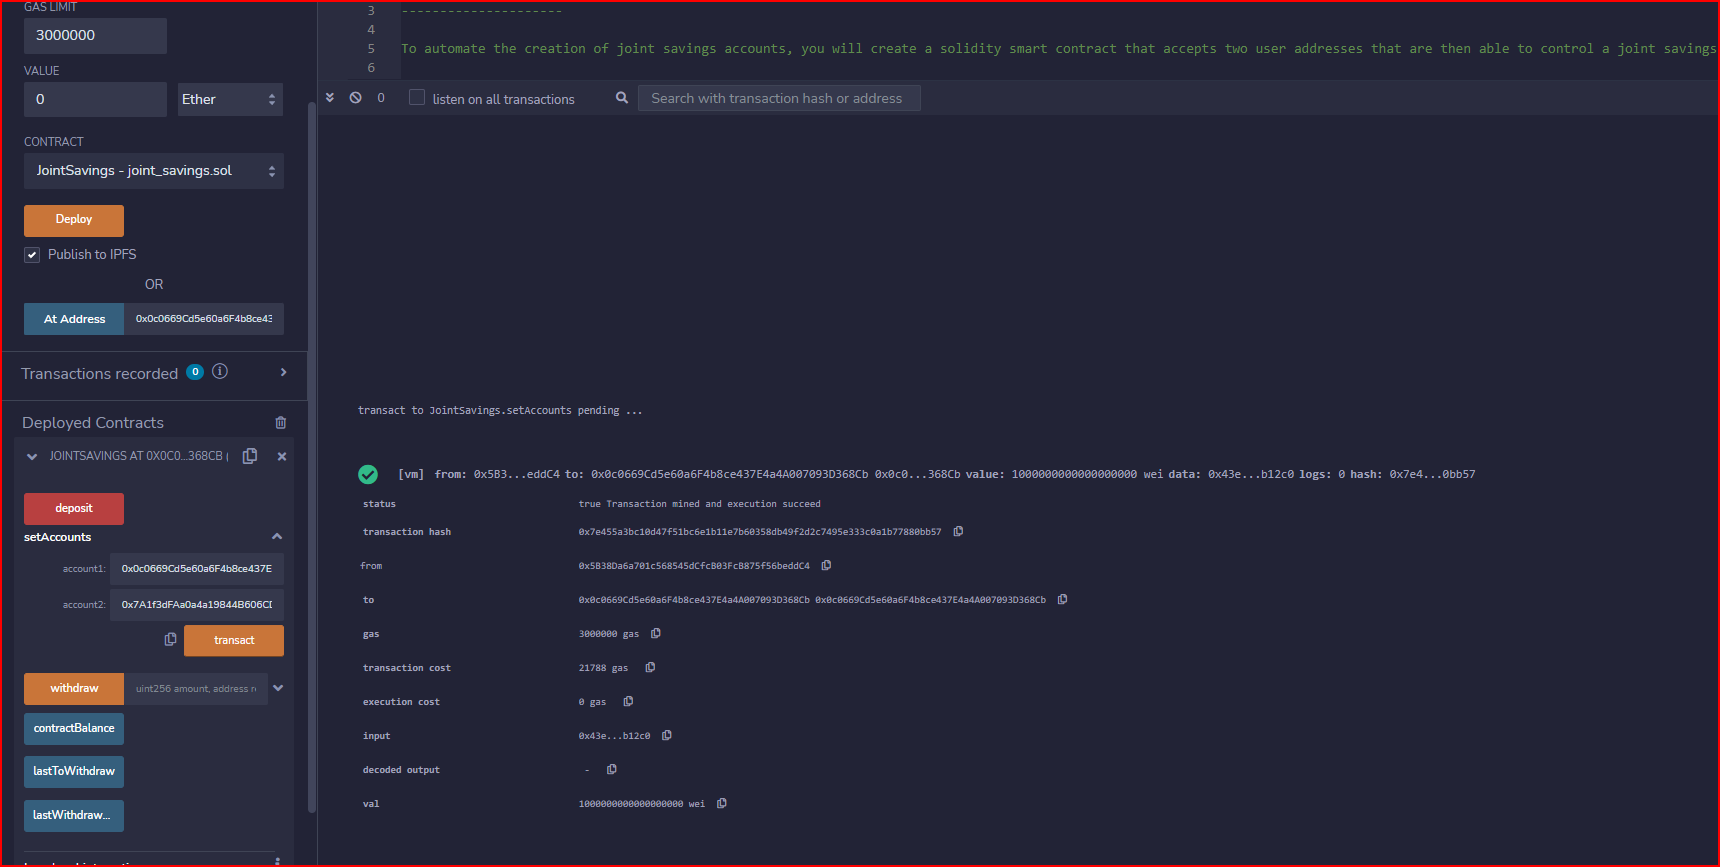 GAS LIMIT
3000000
VALUE
0
Ether
CONTRACT
JointSavings - joint_savings.sol
Deploy
Publish to IPFS
OR
At Address
0x0c0669Cd5e60a6F4b8ce43
Transactions recorded 0
Deployed Contracts
JOINTSAVINGS AT 0X0C0...368CB (
deposit
setAccounts
account1: 0x0c0669Cd5e60a6F4b8ce437E
account2: 0x7A1f3dFAa0a4a19844B606CD
transact
withdraw
uint256 amount, address re
contractBalance
lastToWithdraw
lastWithdraw...
3 ---------------------
4
5 To automate the creation of joint savings accounts, you will create a solidity smart contract that accepts two user addresses that are then able to control a joint savings
6
0
listen on all transactions
Search with transaction hash or address
transact to JointSavings.setAccounts pending ...
[vm] from: 0x5B3...eddC4 to: 0x0c0669Cd5e60a6F4b8ce437E4a4A007093D368Cb 0x0c0...368Cb value: 1000000000000000000 wei data: 0x43e...b12c0 logs: 0 hash: 0x7e4...0bb57
status true Transaction mined and execution succeed
transaction hash 0x7e455a3bc10d47f51bc6e1b11e7b60358db49f2d2c7495e333c0a1b77880bb57
from 0x5B38Da6a701c568545dCfcB03FcB875f56beddC4
to 0x0c0669Cd5e60a6F4b8ce437E4a4A007093D368Cb 0x0c0669Cd5e60a6F4b8ce437E4a4A007093D368Cb
gas 3000000 gas
transaction cost 21788 gas
execution cost 0 gas
input 0x43e...b12c0
decoded output -
val 1000000000000000000 wei